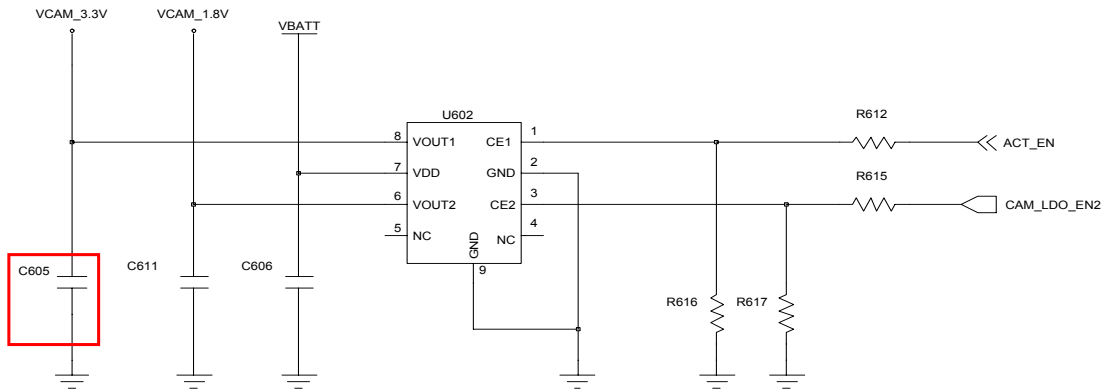 VCAM_3.3V
VCAM_1.8V
VBATT
U602
R612
8 VOUT1 CE1 1
ACT_EN
7 VDD GND 2
R615
6 VOUT2 CE2 3
CAM_LDO_EN2
5 NC NC 4
GND
9
C605
C611
C606
R616
R617